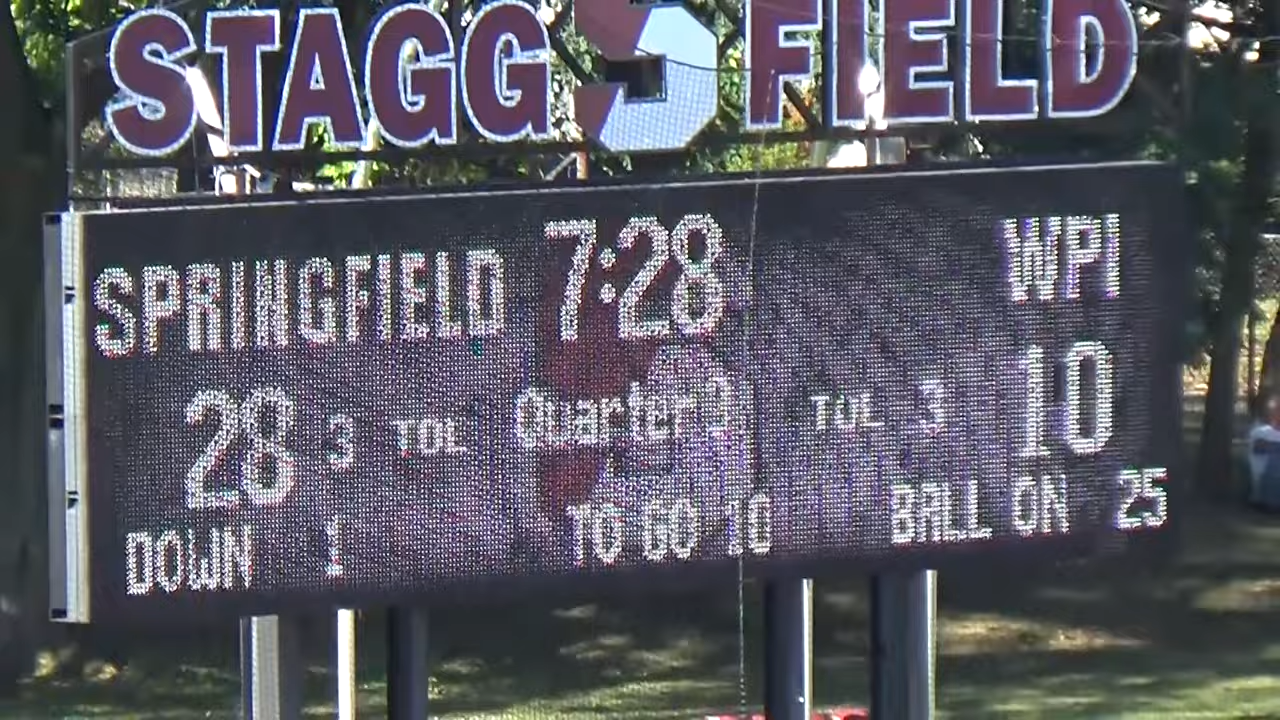 STAGG S FIELD
SPRINGFIELD 7:28 WPI
28 3 TOL Quarter 3 TOL 3 10
DOWN 1 TO GO 10 BALL ON 25